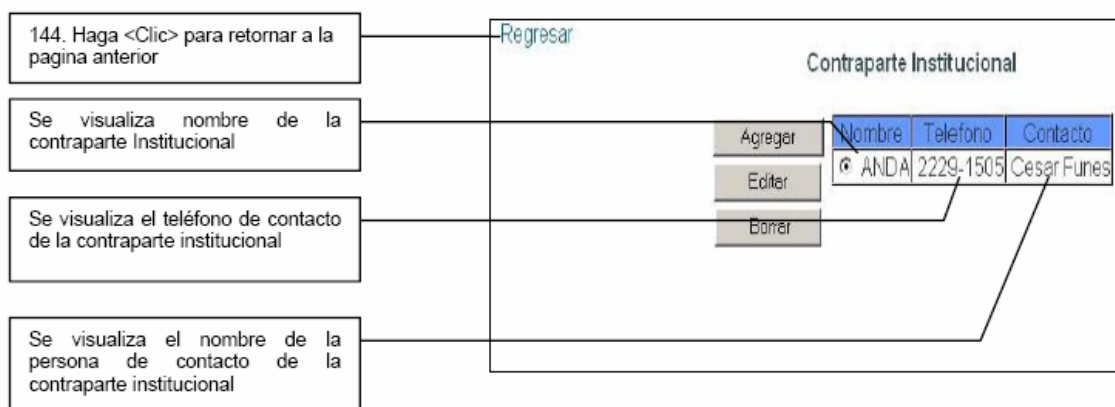 144. Haga <Clic> para retornar a la
pagina anterior
Se visualiza nombre de la
contraparte Institucional
Se visualiza el teléfono de contacto
de la contraparte institucional
Se visualiza el nombre de la
persona de contacto de la
contraparte institucional
Regresar
Contraparte Institucional
Agregar
Editar
Borrar
Nombre Telefono Contacto
ANDA 2229-1505 Cesar Funes